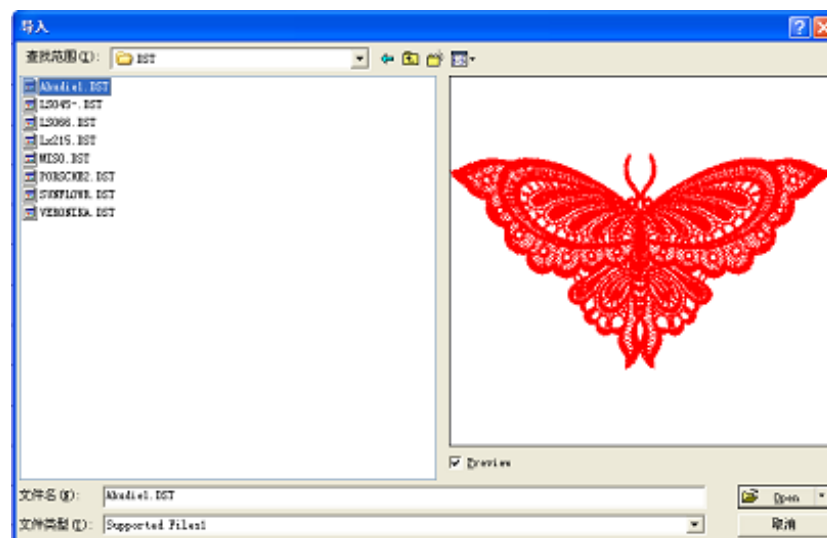 导入
查找范围(I): DST
Abudie1.DST
LS045-.DST
LS066.DST
Lx215.DST
MISO.DST
PORSCHE2.DST
SUNFLOWR.DST
VERONIKA.DST
Preview
文件名(N): Abudie1.DST
Open
文件类型(T): Supported Files1
取消